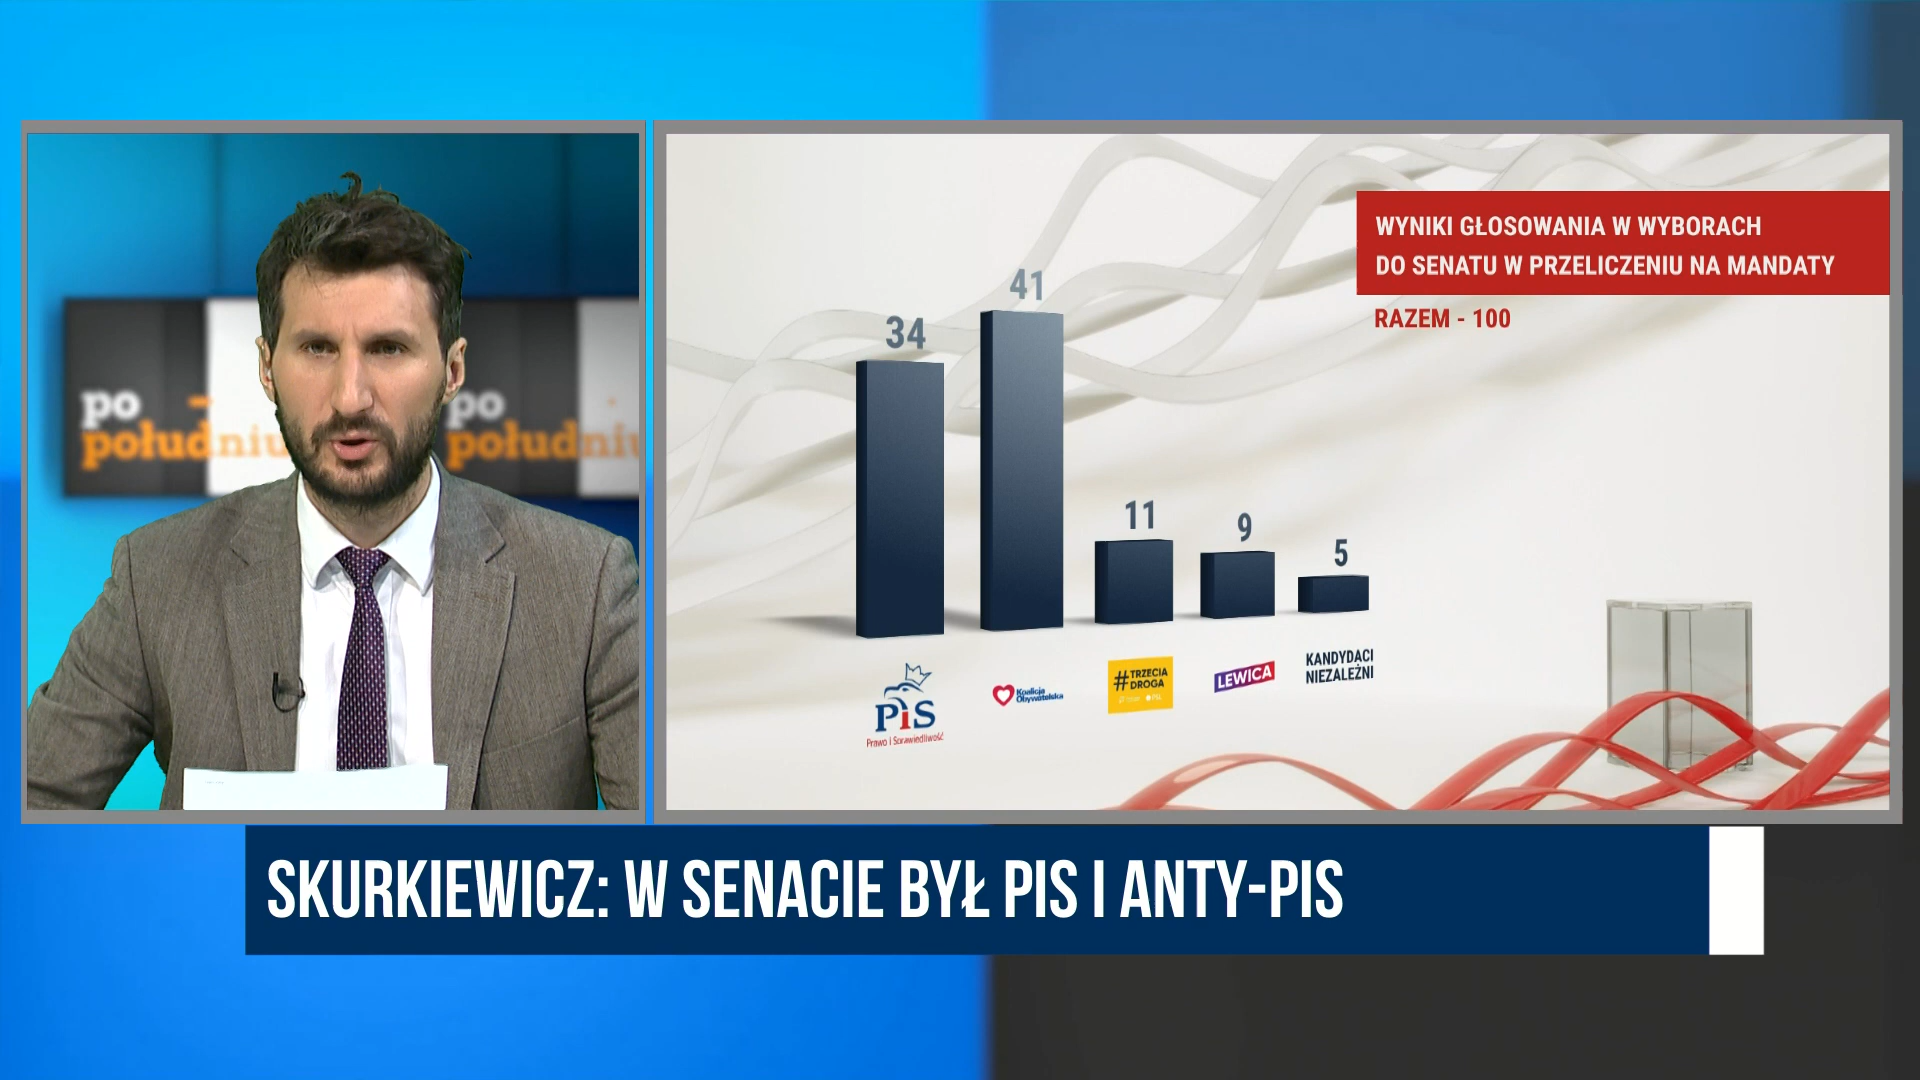 po
południu
po
południu
WYNIKI GŁOSOWANIA W WYBORACH
DO SENATU W PRZELICZENIU NA MANDATY
RAZEM - 100
34
41
11
9
5
PiS
Prawo i Sprawiedliwość
Koalicja
Obywatelska
#TRZECIA
DROGA
PSL
LEWICA
KANDYDACI
NIEZALEŻNI
SKURKIEWICZ: W SENACIE BYŁ PIS I ANTY-PIS